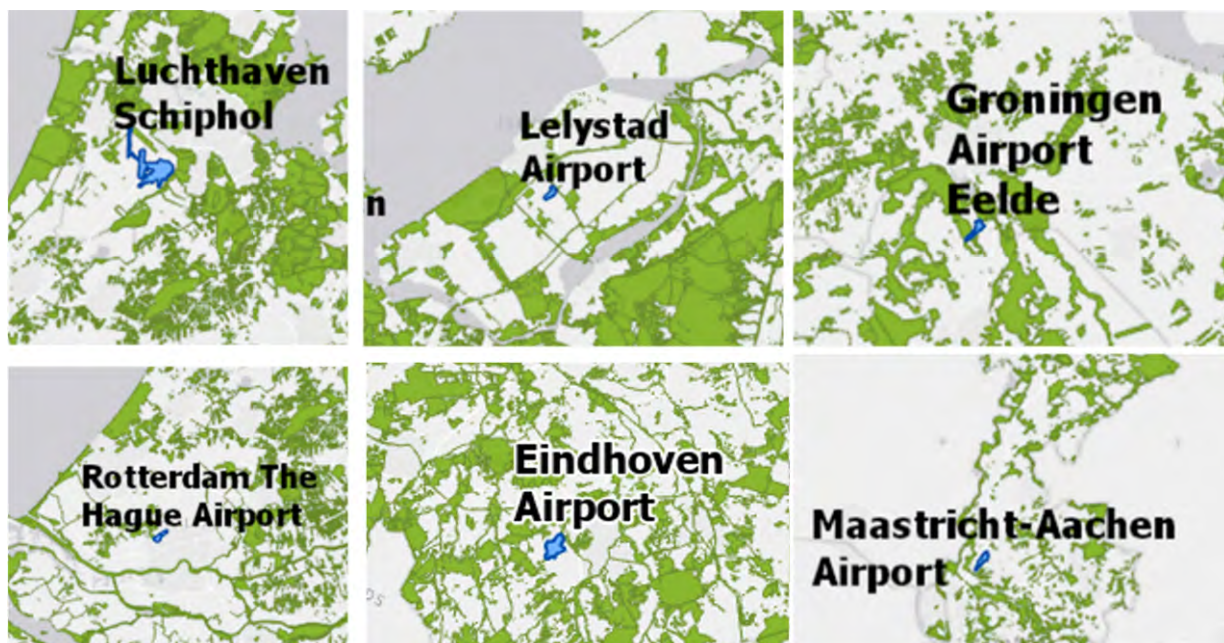 Luchthaven
Schiphol
Lelystad
Airport
n
Groningen
Airport
Eelde
Rotterdam The
Hague Airport
Eindhoven
Airport
Maastricht-Aachen
Airport